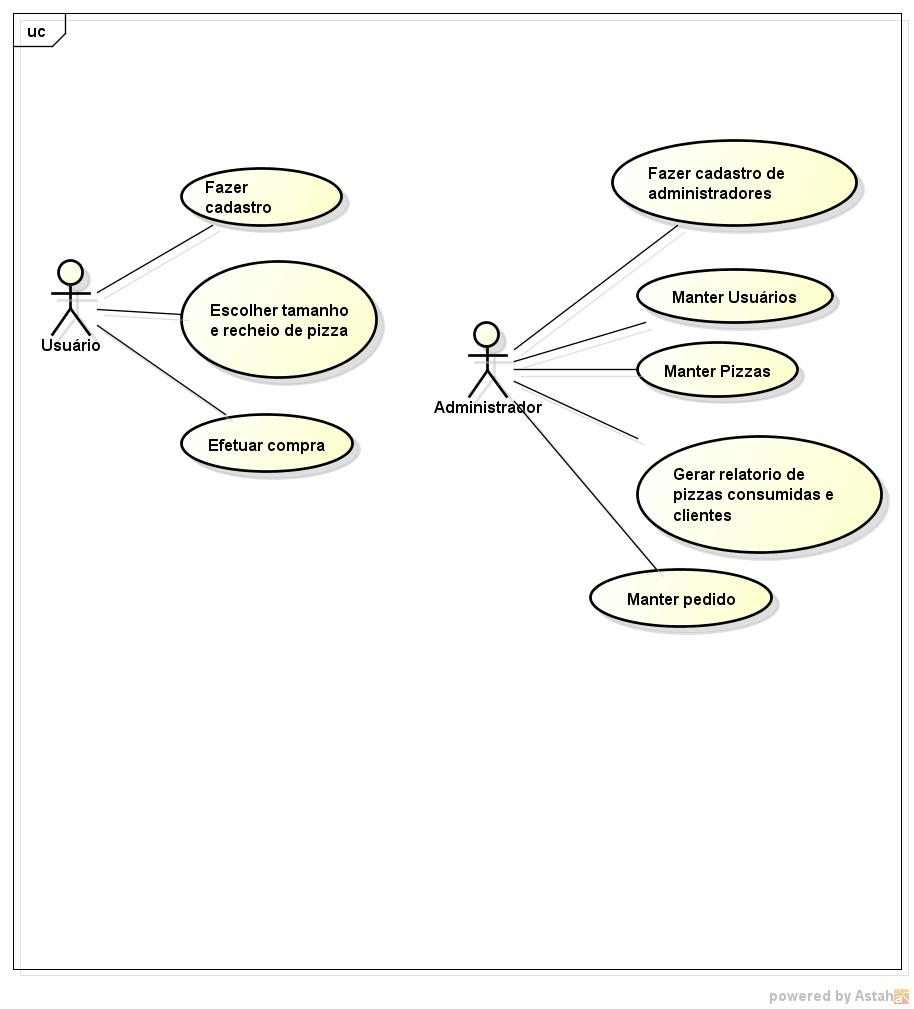 uc
Fazer
cadastro
Escolher tamanho
e recheio de pizza
Usuário
Efetuar compra
Fazer cadastro de
administradores
Manter Usuários
Manter Pizzas
Administrador
Gerar relatorio de
pizzas consumidas e
clientes
Manter pedido
powered by Astah